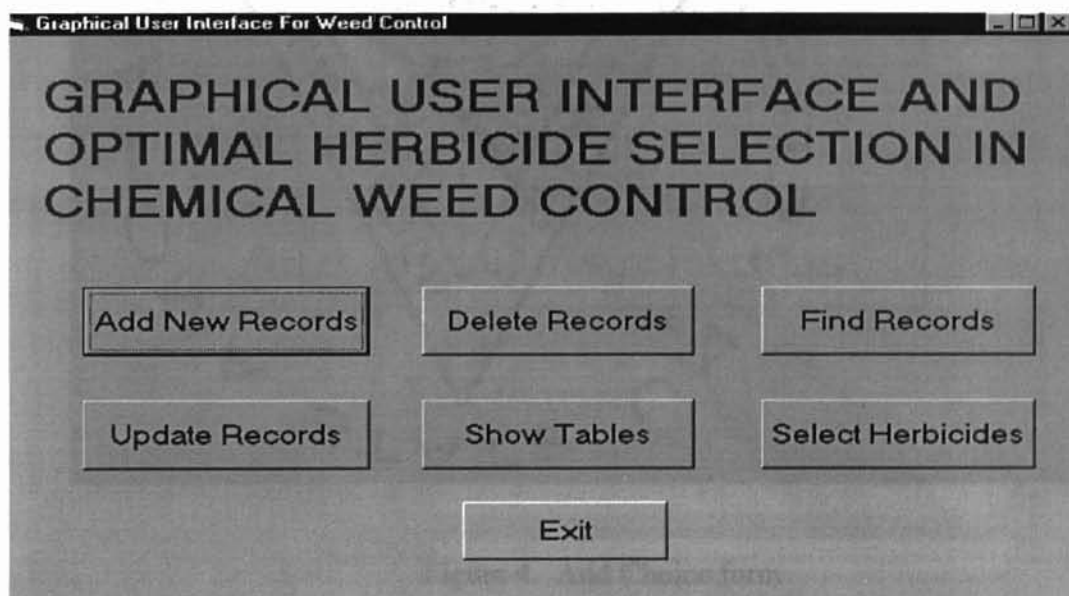 Graphical User Interface For Weed Control
GRAPHICAL USER INTERFACE AND
OPTIMAL HERBICIDE SELECTION IN
CHEMICAL WEED CONTROL
Add New Records
Delete Records
Find Records
Update Records
Show Tables
Select Herbicides
Exit